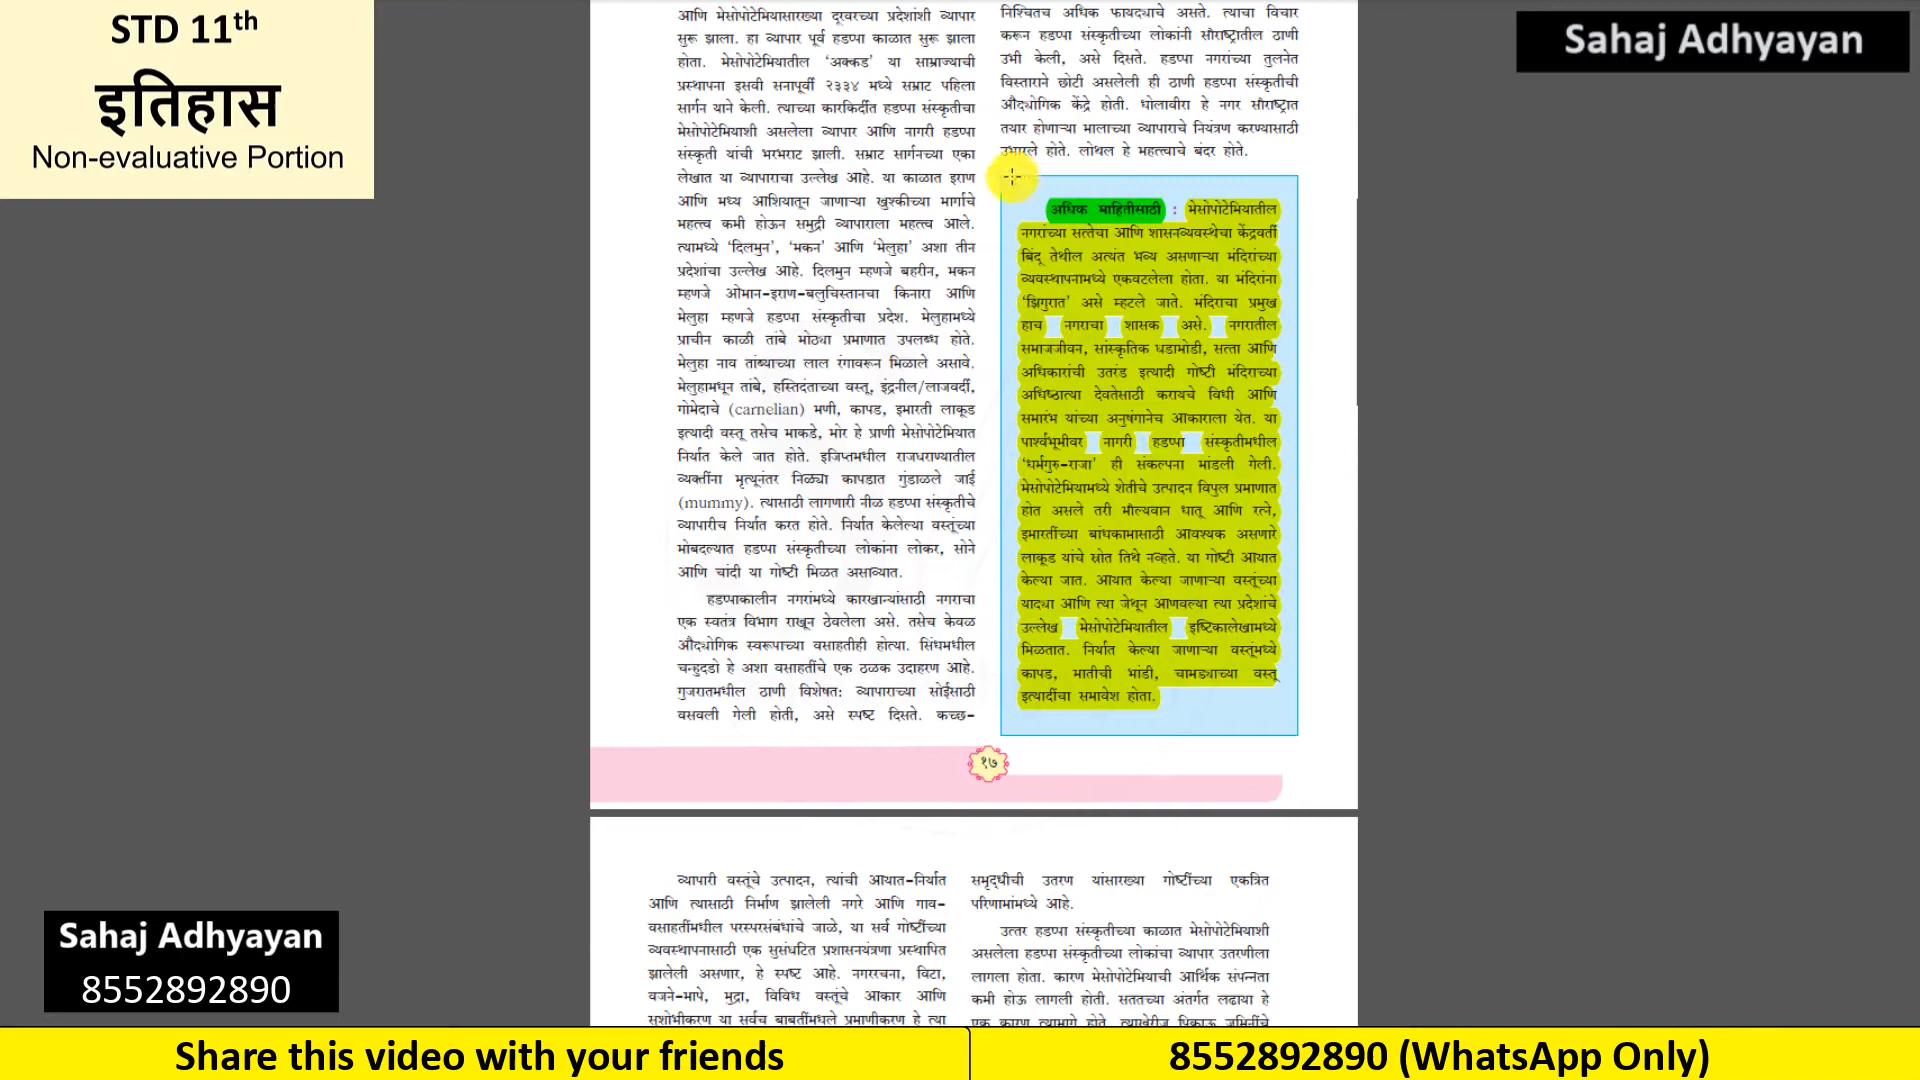 STD 11th
इतिहास
Non-evaluative Portion
Sahaj Adhyayan
आणि मेसोपोटेमियासारख्या दूरवरच्या प्रदेशांशी व्यापार
सुरू झाला. हा व्यापार पूर्व हडप्पा काळात सुरू झाला
होता. मेसोपोटेमियातील ‘अक्कड’ या साम्राज्याची
प्रस्थापना इसवी सनापूर्वी २३३४ मध्ये सम्राट पहिला
सार्गन याने केली. त्याच्या कारकिर्दीत हडप्पा संस्कृतीचा
मेसोपोटेमियाशी असलेला व्यापार आणि नागरी हडप्पा
संस्कृती यांची भरभराट झाली. सम्राट सार्गनच्या एका
लेखात या व्यापाराचा उल्लेख आहे. या काळात इराण
आणि मध्य आशियातून जाणाऱ्या खुश्कीच्या मार्गाचे
महत्त्व कमी होऊन समुद्री व्यापाराला महत्त्व आले.
त्यामध्ये ‘दिलमुन’, ‘मकन’ आणि ‘मेलुहा’ अशा तीन
प्रदेशांचा उल्लेख आहे. दिलमुन म्हणजे बहरीन, मकन
म्हणजे ओमान-इराण-बलुचिस्तानचा किनारा आणि
मेलुहा म्हणजे हडप्पा संस्कृतीचा प्रदेश. मेलुहामध्ये
प्राचीन काळी तांबे मोठ्या प्रमाणात उपलब्ध होते.
मेलुहा नाव तांब्याच्या लाल रंगावरून मिळाले असावे.
मेलुहामधून तांबे, हस्तिदंताच्या वस्तू, इंद्रनील/लाजवर्दी,
गोमेदाचे (carnelian) मणी, कापड, इमारती लाकूड
इत्यादी वस्तू तसेच माकडे, मोर हे प्राणी मेसोपोटेमियात
निर्यात केले जात होते. इजिप्तमधील राजघराण्यातील
व्यक्तींना मृत्यूनंतर निळ्या कापडात गुंडाळले जाई
(mummy). त्यासाठी लागणारी नीळ हडप्पा संस्कृतीचे
व्यापारीच निर्यात करत होते. निर्यात केलेल्या वस्तूंच्या
मोबदल्यात हडप्पा संस्कृतीच्या लोकांना लोकर, सोने
आणि चांदी या गोष्टी मिळत असाव्यात.
हडप्पाकालीन नगरांमध्ये कारखान्यांसाठी नगराचा
एक स्वतंत्र विभाग राखून ठेवलेला असे. तसेच केवळ
औद्योगिक स्वरूपाच्या वसाहतीही होत्या. सिंधमधील
चन्हुदडो हे अशा वसाहतींचे एक ठळक उदाहरण आहे.
गुजरातमधील ठाणी विशेषतः व्यापाराच्या सोईसाठी
वसवली गेली होती, असे स्पष्ट दिसते. कच्छ-
निश्चितच अधिक फायद्याचे असते. त्याचा विचार
करून हडप्पा संस्कृतीच्या लोकांनी सौराष्ट्रातील ठाणी
उभी केली, असे दिसते. हडप्पा नगरांच्या तुलनेत
विस्ताराने छोटी असलेली ही ठाणी हडप्पा संस्कृतीची
औद्योगिक केंद्रे होती. धोलावीरा हे नगर सौराष्ट्रात
तयार होणाऱ्या मालाच्या व्यापाराचे नियंत्रण करण्यासाठी
उभारले होते. लोथल हे महत्त्वाचे बंदर होते.
अधिक माहितीसाठी : मेसोपोटेमियातील
नगरांच्या सत्तेचा आणि शासनव्यवस्थेचा केंद्रवर्ती
बिंदू तेथील अत्यंत भव्य असणाऱ्या मंदिरांच्या
व्यवस्थापनामध्ये एकवटलेला होता. या मंदिरांना
‘झिगुरात’ असे म्हटले जाते. मंदिराचा प्रमुख
हाच नगराचा शासक असे. नगरातील
समाजजीवन, सांस्कृतिक घडामोडी, सत्ता आणि
अधिकारांची उतरंड इत्यादी गोष्टी मंदिराच्या
अधिष्ठात्या देवतेसाठी करायचे विधी आणि
समारंभ यांच्या अनुषंगानेच आकाराला येत. या
पार्श्वभूमीवर नागरी हडप्पा संस्कृतीमधील
‘धर्मगुरु-राजा’ ही संकल्पना मांडली गेली.
मेसोपोटेमियामध्ये शेतीचे उत्पादन विपुल प्रमाणात
होत असले तरी मौल्यवान धातू आणि रत्ने,
इमारतींच्या बांधकामासाठी आवश्यक असणारे
लाकूड यांचे स्रोत तिथे नव्हते. या गोष्टी आयात
केल्या जात. आयात केल्या जाणाऱ्या वस्तूंच्या
याद्या आणि त्या जेथून आणवल्या त्या प्रदेशांचे
उल्लेख मेसोपोटेमियातील इष्टिकालेखामध्ये
मिळतात. निर्यात केल्या जाणाऱ्या वस्तूंमध्ये
कापड, मातीची भांडी, चामड्याच्या वस्तू
इत्यादींचा समावेश होता.
१७
व्यापारी वस्तूंचे उत्पादन, त्यांची आयात-निर्यात
आणि त्यासाठी निर्माण झालेली नगरे आणि गाव-
वसाहतींमधील परस्परसंबंधांचे जाळे, या सर्व गोष्टींच्या
व्यवस्थापनासाठी एक सुसंघटित प्रशासनयंत्रणा प्रस्थापित
झालेली असणार, हे स्पष्ट आहे. नगररचना, विटा,
वजने-मापे, मुद्रा, विविध वस्तूंचे आकार आणि
सुशोभीकरण या सर्वच बाबतींमधले प्रमाणीकरण हे त्या
समृद्धीची उतरण यांसारख्या गोष्टींच्या एकत्रित
परिणामांमध्ये आहे.
उत्तर हडप्पा संस्कृतीच्या काळात मेसोपोटेमियाशी
असलेला हडप्पा संस्कृतीच्या लोकांचा व्यापार उतरणीला
लागला होता. कारण मेसोपोटेमियाची आर्थिक संपन्नता
कमी होऊ लागली होती. सततच्या अंतर्गत लढाया हे
एक कारण त्यामागे होते. त्याखेरीज पिकाऊ जमिनींचे
Sahaj Adhyayan
8552892890
Share this video with your friends
8552892890 (WhatsApp Only)